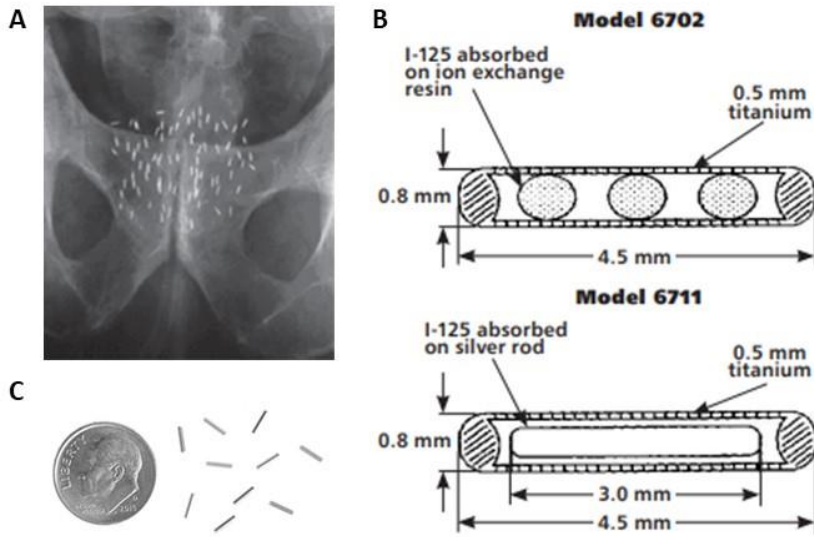 A
B
Model 6702
I-125 absorbed
on ion exchange
resin
0.5 mm
titanium
0.8 mm
4.5 mm
Model 6711
I-125 absorbed
on silver rod
0.5 mm
titanium
0.8 mm
3.0 mm
4.5 mm
C
LIBERTY